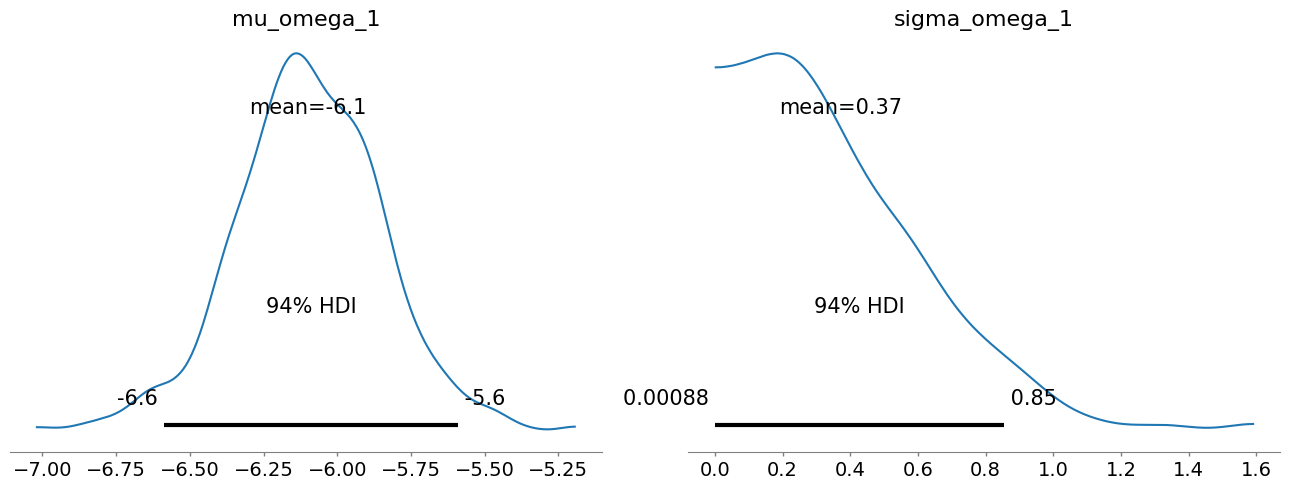 mu_omega_1
mean=-6.1
94% HDI
-6.6
-5.6
−7.00 −6.75 −6.50 −6.25 −6.00 −5.75 −5.50 −5.25
sigma_omega_1
mean=0.37
94% HDI
0.00088
0.85
0.0 0.2 0.4 0.6 0.8 1.0 1.2 1.4 1.6